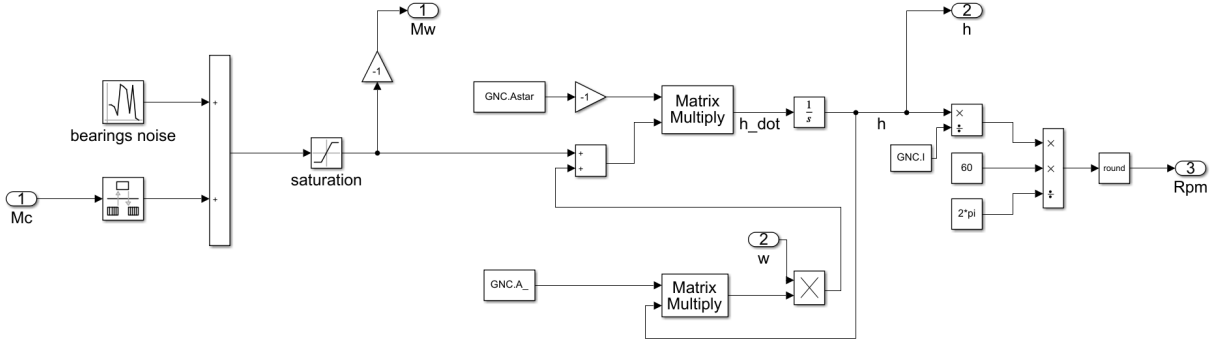 1
Mw
2
h
-1
GNC.Astar
-1
Matrix
Multiply
h_dot
1
s
h
×
÷
GNC.I
bearings noise
+
+
saturation
+
+
60
2*pi
×
×
÷
round
3
Rpm
1
Mc
2
w
GNC.A_
Matrix
Multiply